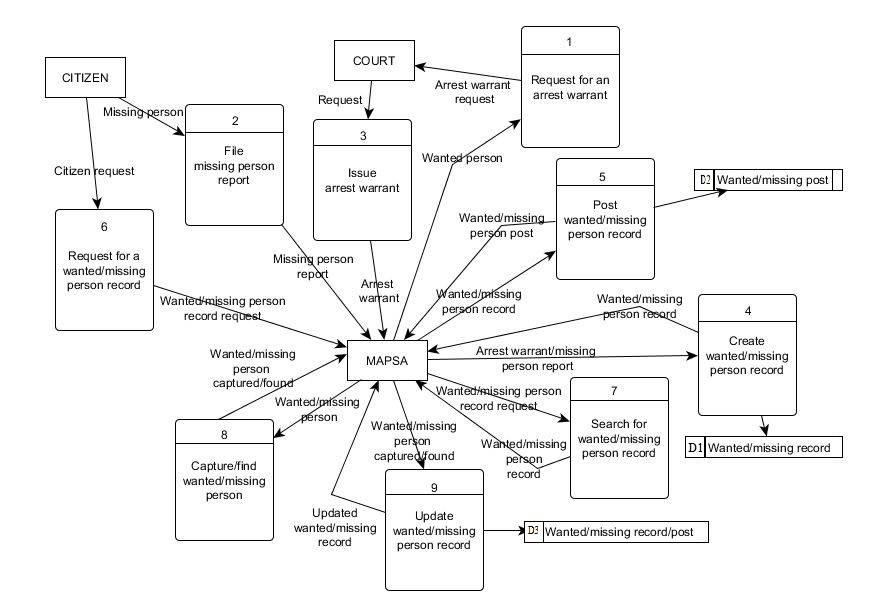 1
COURT
Request for an
arrest warrant
CITIZEN
Arrest warrant
request
Request
Missing person
2
3
File
missing person
report
Issue
arrest warrant
Wanted person
Citizen request
5
Post
wanted/missing
person record
D2
Wanted/missing post
6
Request for a
wanted/missing
person record
Wanted/missing
person post
Missing person
report
Arrest
warrant
Wanted/missing
person record
Wanted/missing person
record request
Wanted/missing
person record
4
Create
wanted/missing
person record
MAPSA
Arrest warrant/missing
person report
Wanted/missing
person
captured/found
Wanted/missing person
record request
7
Search for
wanted/missing
person record
Wanted/missing
person
8
Capture/find
wanted/missing
person
Wanted/missing
person
captured/found
Wanted/missing
person
record
D1
Wanted/missing record
9
Update
wanted/missing
person record
Updated
wanted/missing
record
D3
Wanted/missing record/post